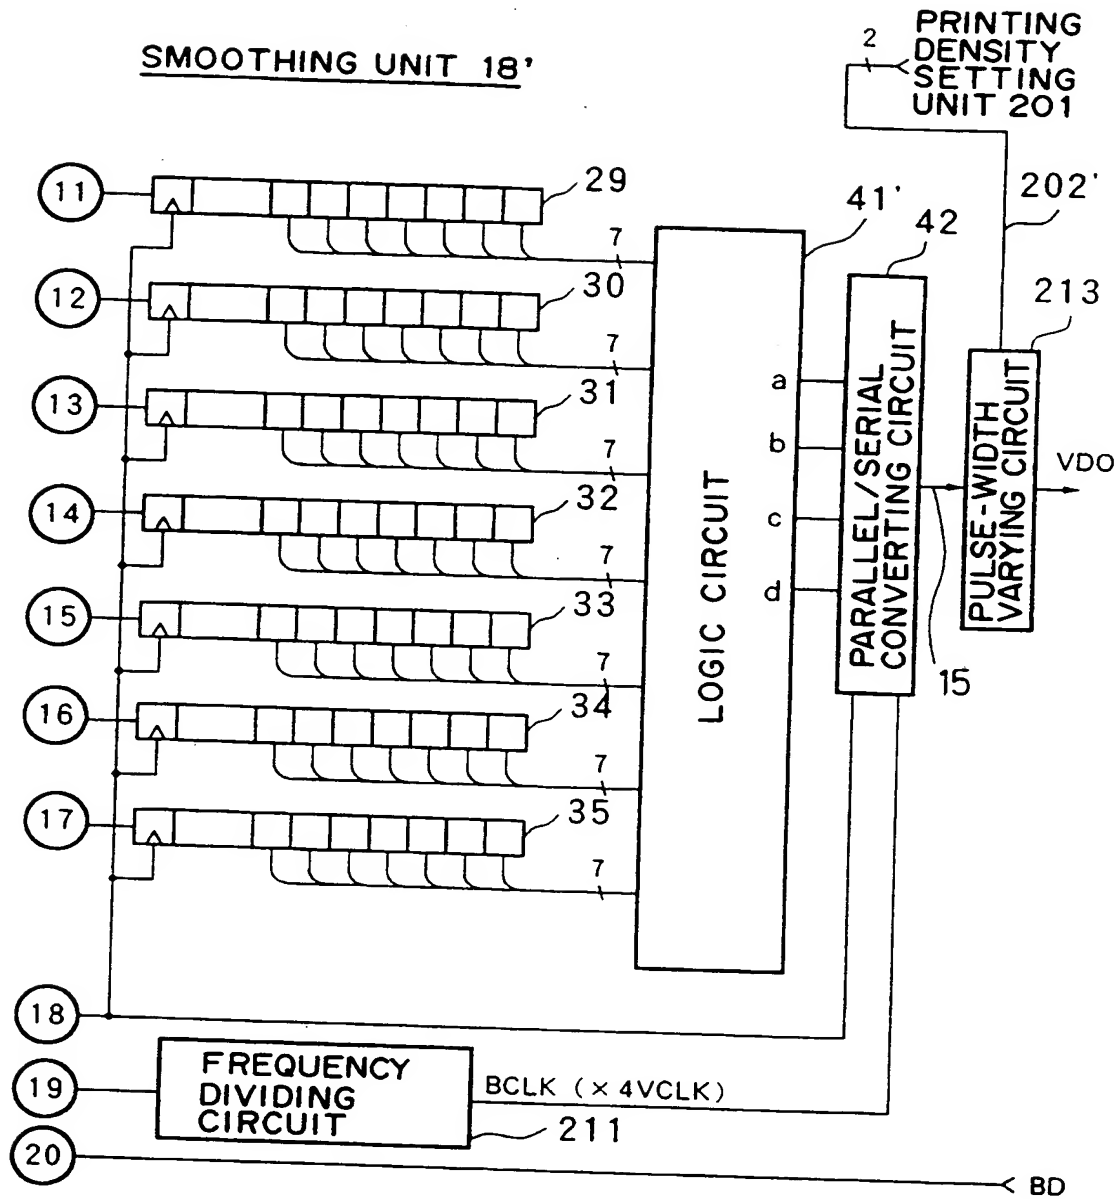 SMOOTHING UNIT 18'
2
PRINTING
DENSITY
SETTING
UNIT 201
11
29
7
202'
41'
42
12
30
7
213
13
31
7
14
32
7
15
33
7
16
34
7
17
35
7
LOGIC CIRCUIT
a
b
c
d
PARALLEL/SERIAL
CONVERTING CIRCUIT
15
PULSE-WIDTH
VARYING CIRCUIT
VDO
18
19
FREQUENCY
DIVIDING
CIRCUIT
BCLK (×4VCLK)
211
20
BD